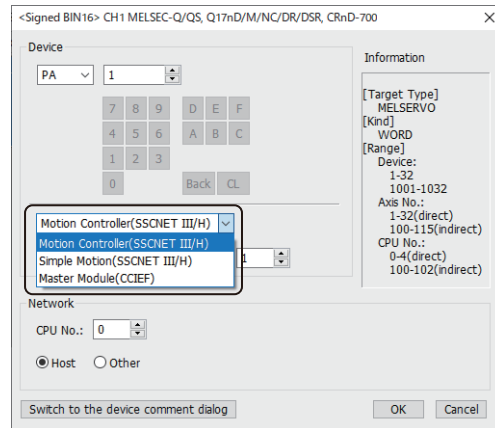 <Signed BIN16> CH1 MELSEC-Q/QS, Q17nD/M/NC/DR/DSR, CRnD-700
Device
PA 1
7 8 9 D E F
4 5 6 A B C
1 2 3
0 Back CL
Motion Controller(SSCNET III/H)
Motion Controller(SSCNET III/H)
Simple Motion(SSCNET III/H)
Master Module(CCIEF)
1
Information
[Target Type]
MELSERVO
[Kind]
WORD
[Range]
Device:
1-32
1001-1032
Axis No.:
1-32(direct)
100-115(indirect)
CPU No.:
0-4(direct)
100-102(indirect)
Network
CPU No.: 0
Host Other
Switch to the device comment dialog OK Cancel